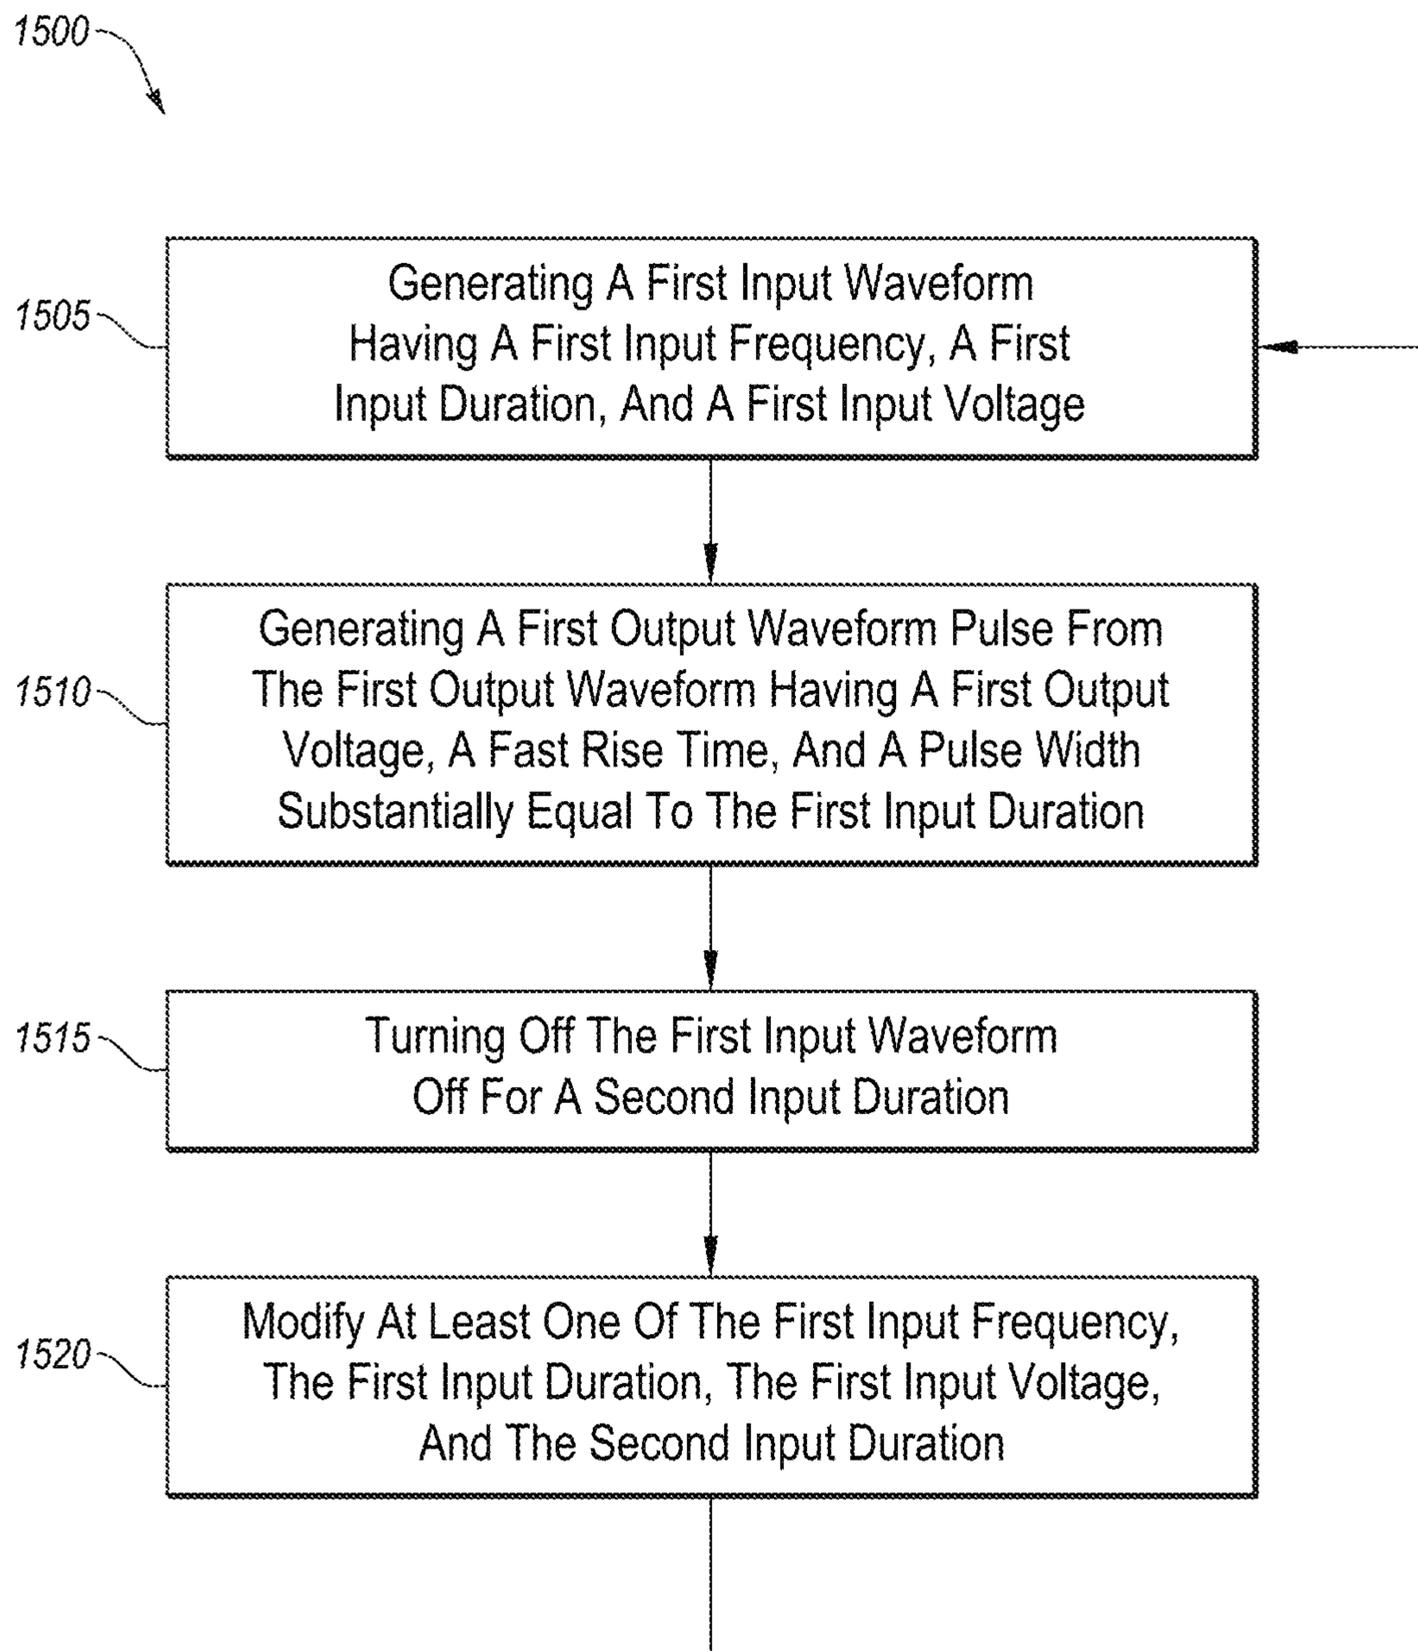 1500
1505
Generating A First Input Waveform
Having A First Input Frequency, A First
Input Duration, And A First Input Voltage
1510
Generating A First Output Waveform Pulse From
The First Output Waveform Having A First Output
Voltage, A Fast Rise Time, And A Pulse Width
Substantially Equal To The First Input Duration
1515
Turning Off The First Input Waveform
Off For A Second Input Duration
1520
Modify At Least One Of The First Input Frequency,
The First Input Duration, The First Input Voltage,
And The Second Input Duration